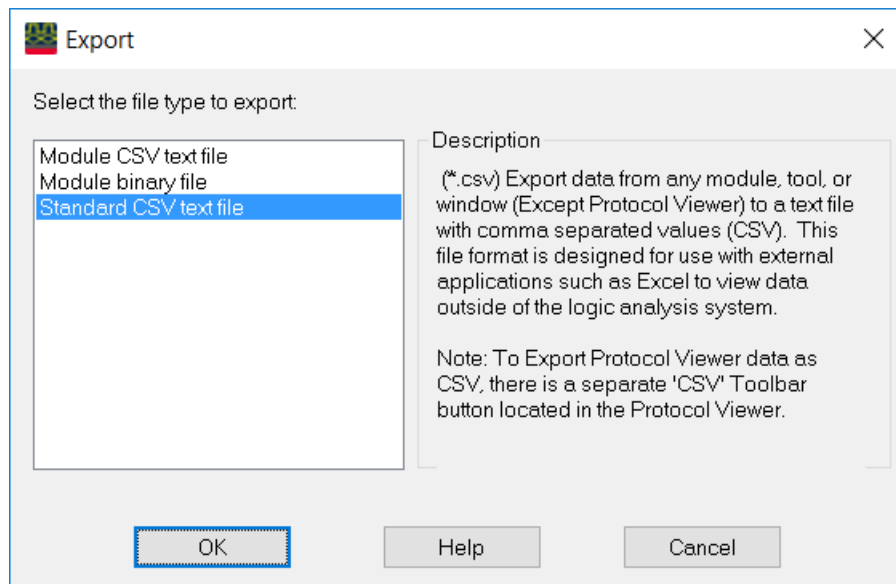 Export
Select the file type to export:
Module CSV text file
Module binary file
Standard CSV text file
Description
(*.csv) Export data from any module, tool, or
window (Except Protocol Viewer) to a text file
with comma separated values (CSV).  This
file format is designed for use with external
applications such as Excel to view data
outside of the logic analysis system.
Note: To Export Protocol Viewer data as
CSV, there is a separate 'CSV' Toolbar
button located in the Protocol Viewer.
OK
Help
Cancel